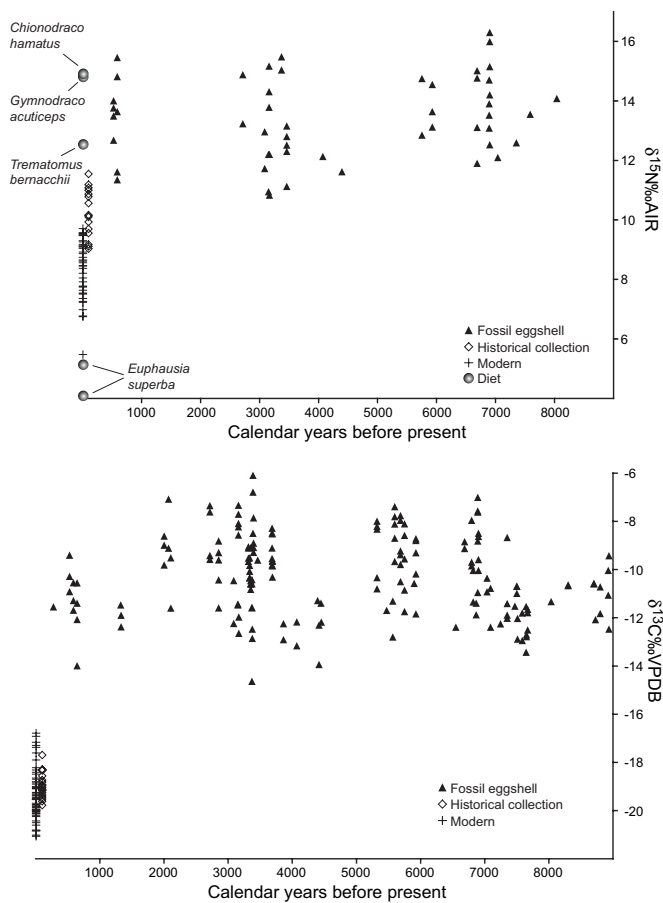 Chionodraco
hamatus
Gymnodraco
acuticeps
Trematomus
bernacchii
Euphausia
superba
16
14
12
10
8
6
δ¹⁵N‰AIR
▲ Fossil eggshell
◇ Historical collection
+ Modern
Diet
1000 2000 3000 4000 5000 6000 7000 8000
Calendar years before present
-6
-8
-10
-12
-14
-16
-18
-20
δ¹³C‰VPDB
▲ Fossil eggshell
◇ Historical collection
+ Modern
1000 2000 3000 4000 5000 6000 7000 8000
Calendar years before present